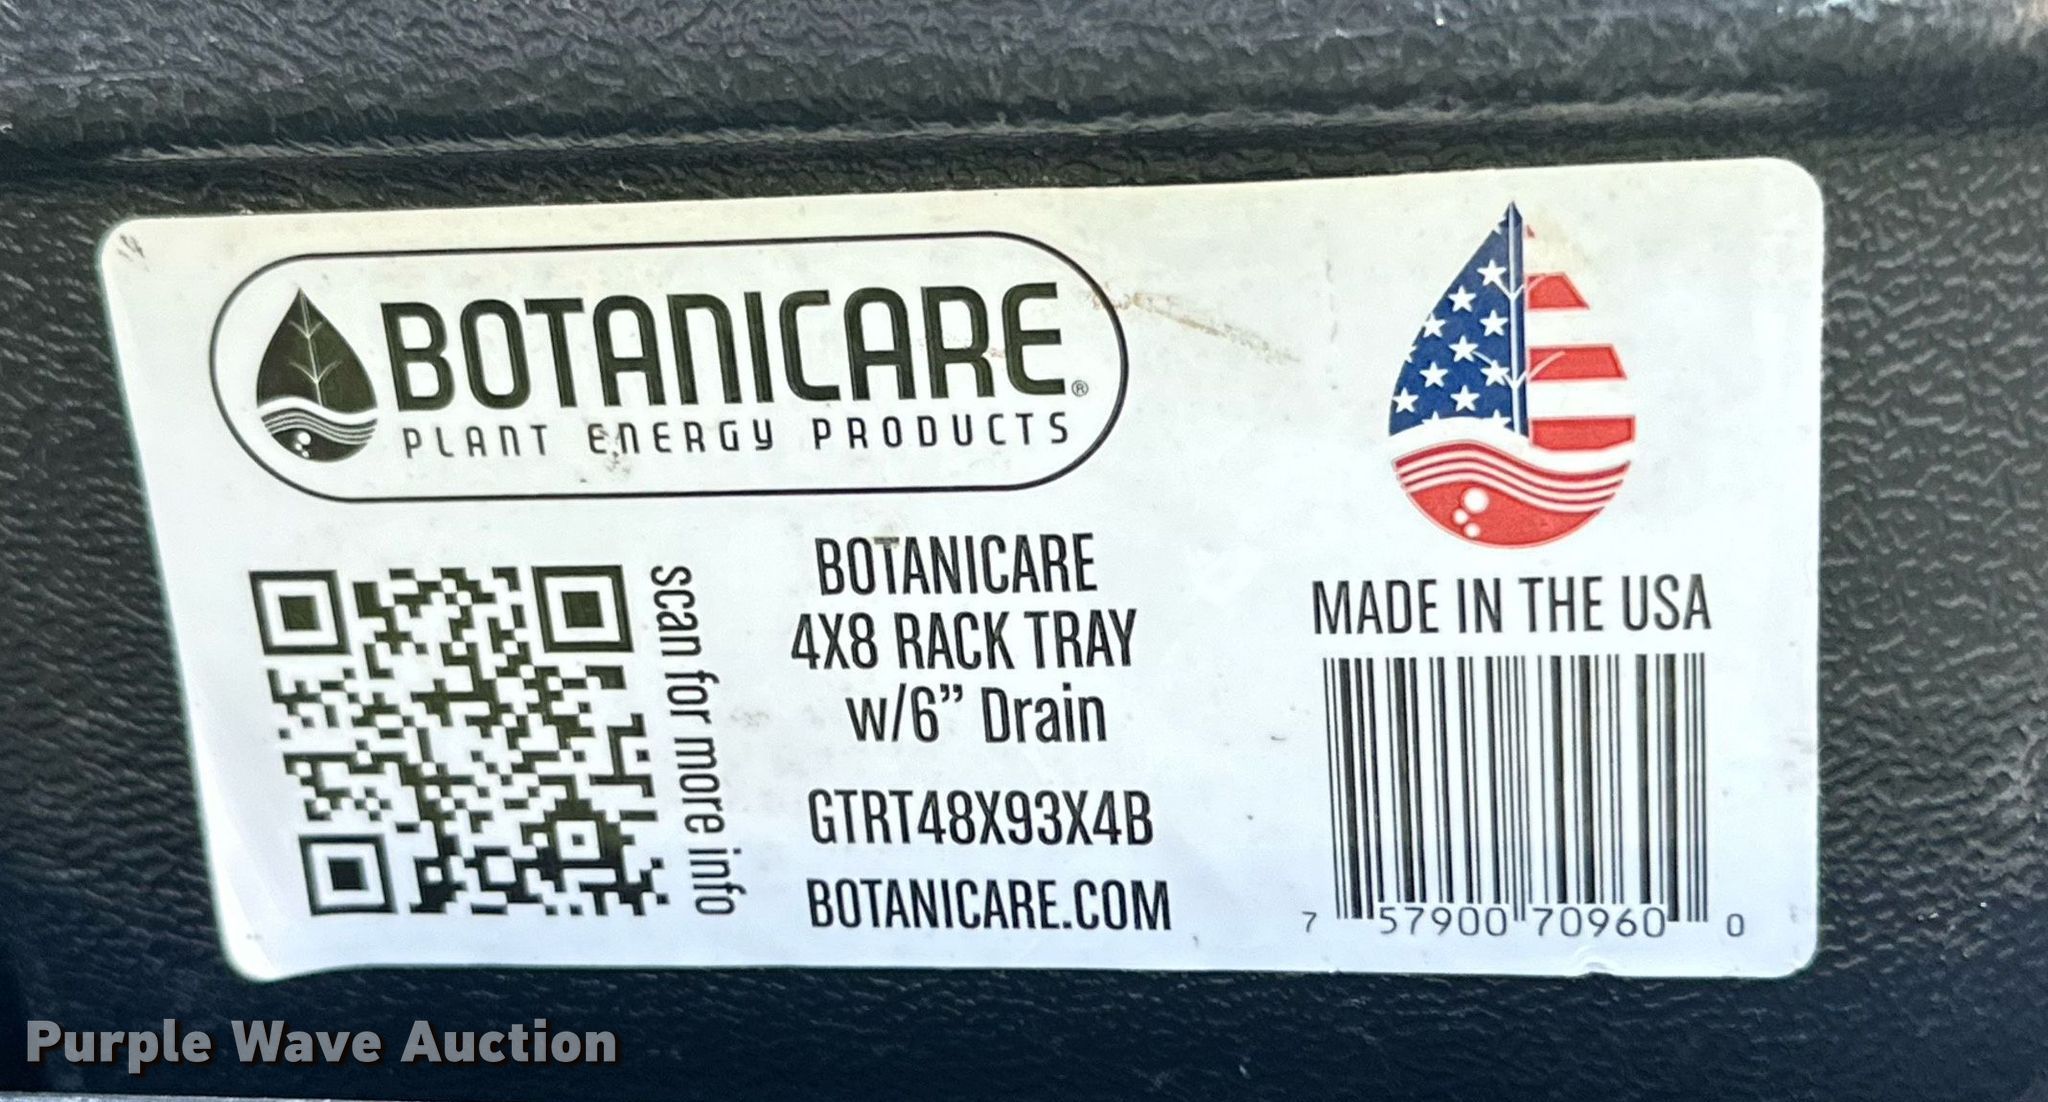 BOTANICARE®
PLANT ENERGY PRODUCTS
scan for more info
BOTANICARE
4X8 RACK TRAY
w/6” Drain
GTRT48X93X4B
BOTANICARE.COM
MADE IN THE USA
7 57900 70960 0
Purple Wave Auction